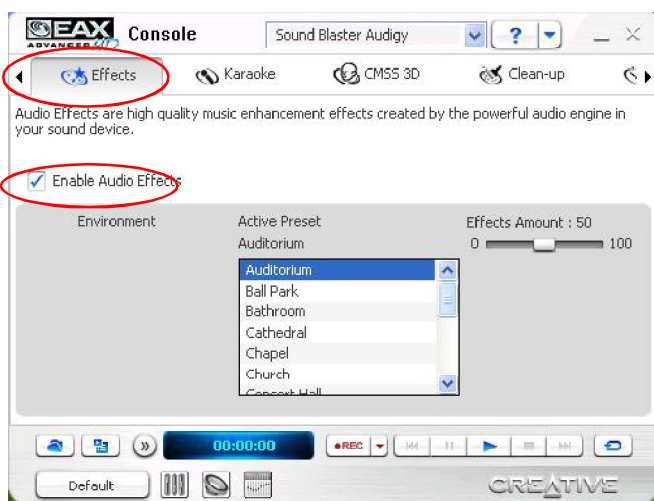 EAX Console Sound Blaster Audigy ?
ADVANCED HD
Effects Karaoke CMSS 3D Clean-up
Audio Effects are high quality music enhancement effects created by the powerful audio engine in
your sound device.
Enable Audio Effects
Environment Active Preset Effects Amount : 50
Auditorium 0 100
Auditorium
Ball Park
Bathroom
Cathedral
Chapel
Church
Concert Hall
00:00:00 REC
Default CREATIVE